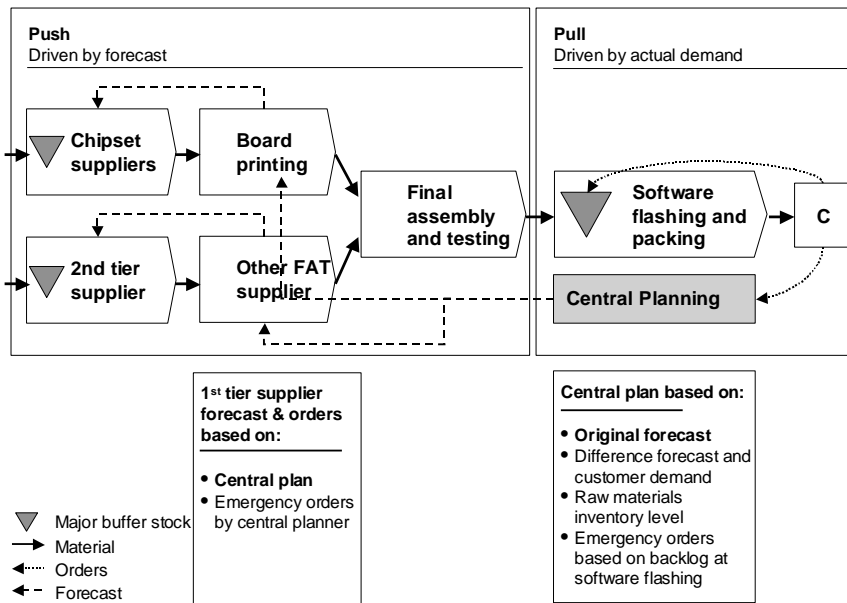 Push
Driven by forecast
Pull
Driven by actual demand
Chipset
suppliers
Board
printing
Final
assembly
and testing
Software
flashing and
packing
C
2nd tier
supplier
Other FAT
supplier
Central Planning
1st tier supplier
forecast & orders
based on:
• Central plan
• Emergency orders
by central planner
Central plan based on:
• Original forecast
• Difference forecast and
customer demand
• Raw materials
inventory level
• Emergency orders
based on backlog at
software flashing
Major buffer stock
Material
Orders
Forecast